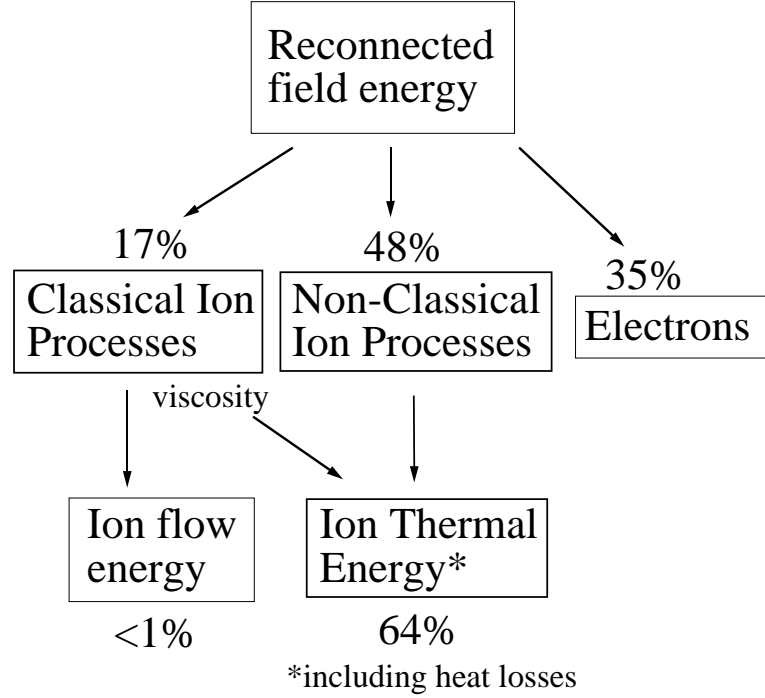 Reconnected
field energy
17%
48%
35%
Classical Ion
Processes
Non-Classical
Ion Processes
Electrons
viscosity
Ion flow
energy
Ion Thermal
Energy*
<1%
64%
*including heat losses